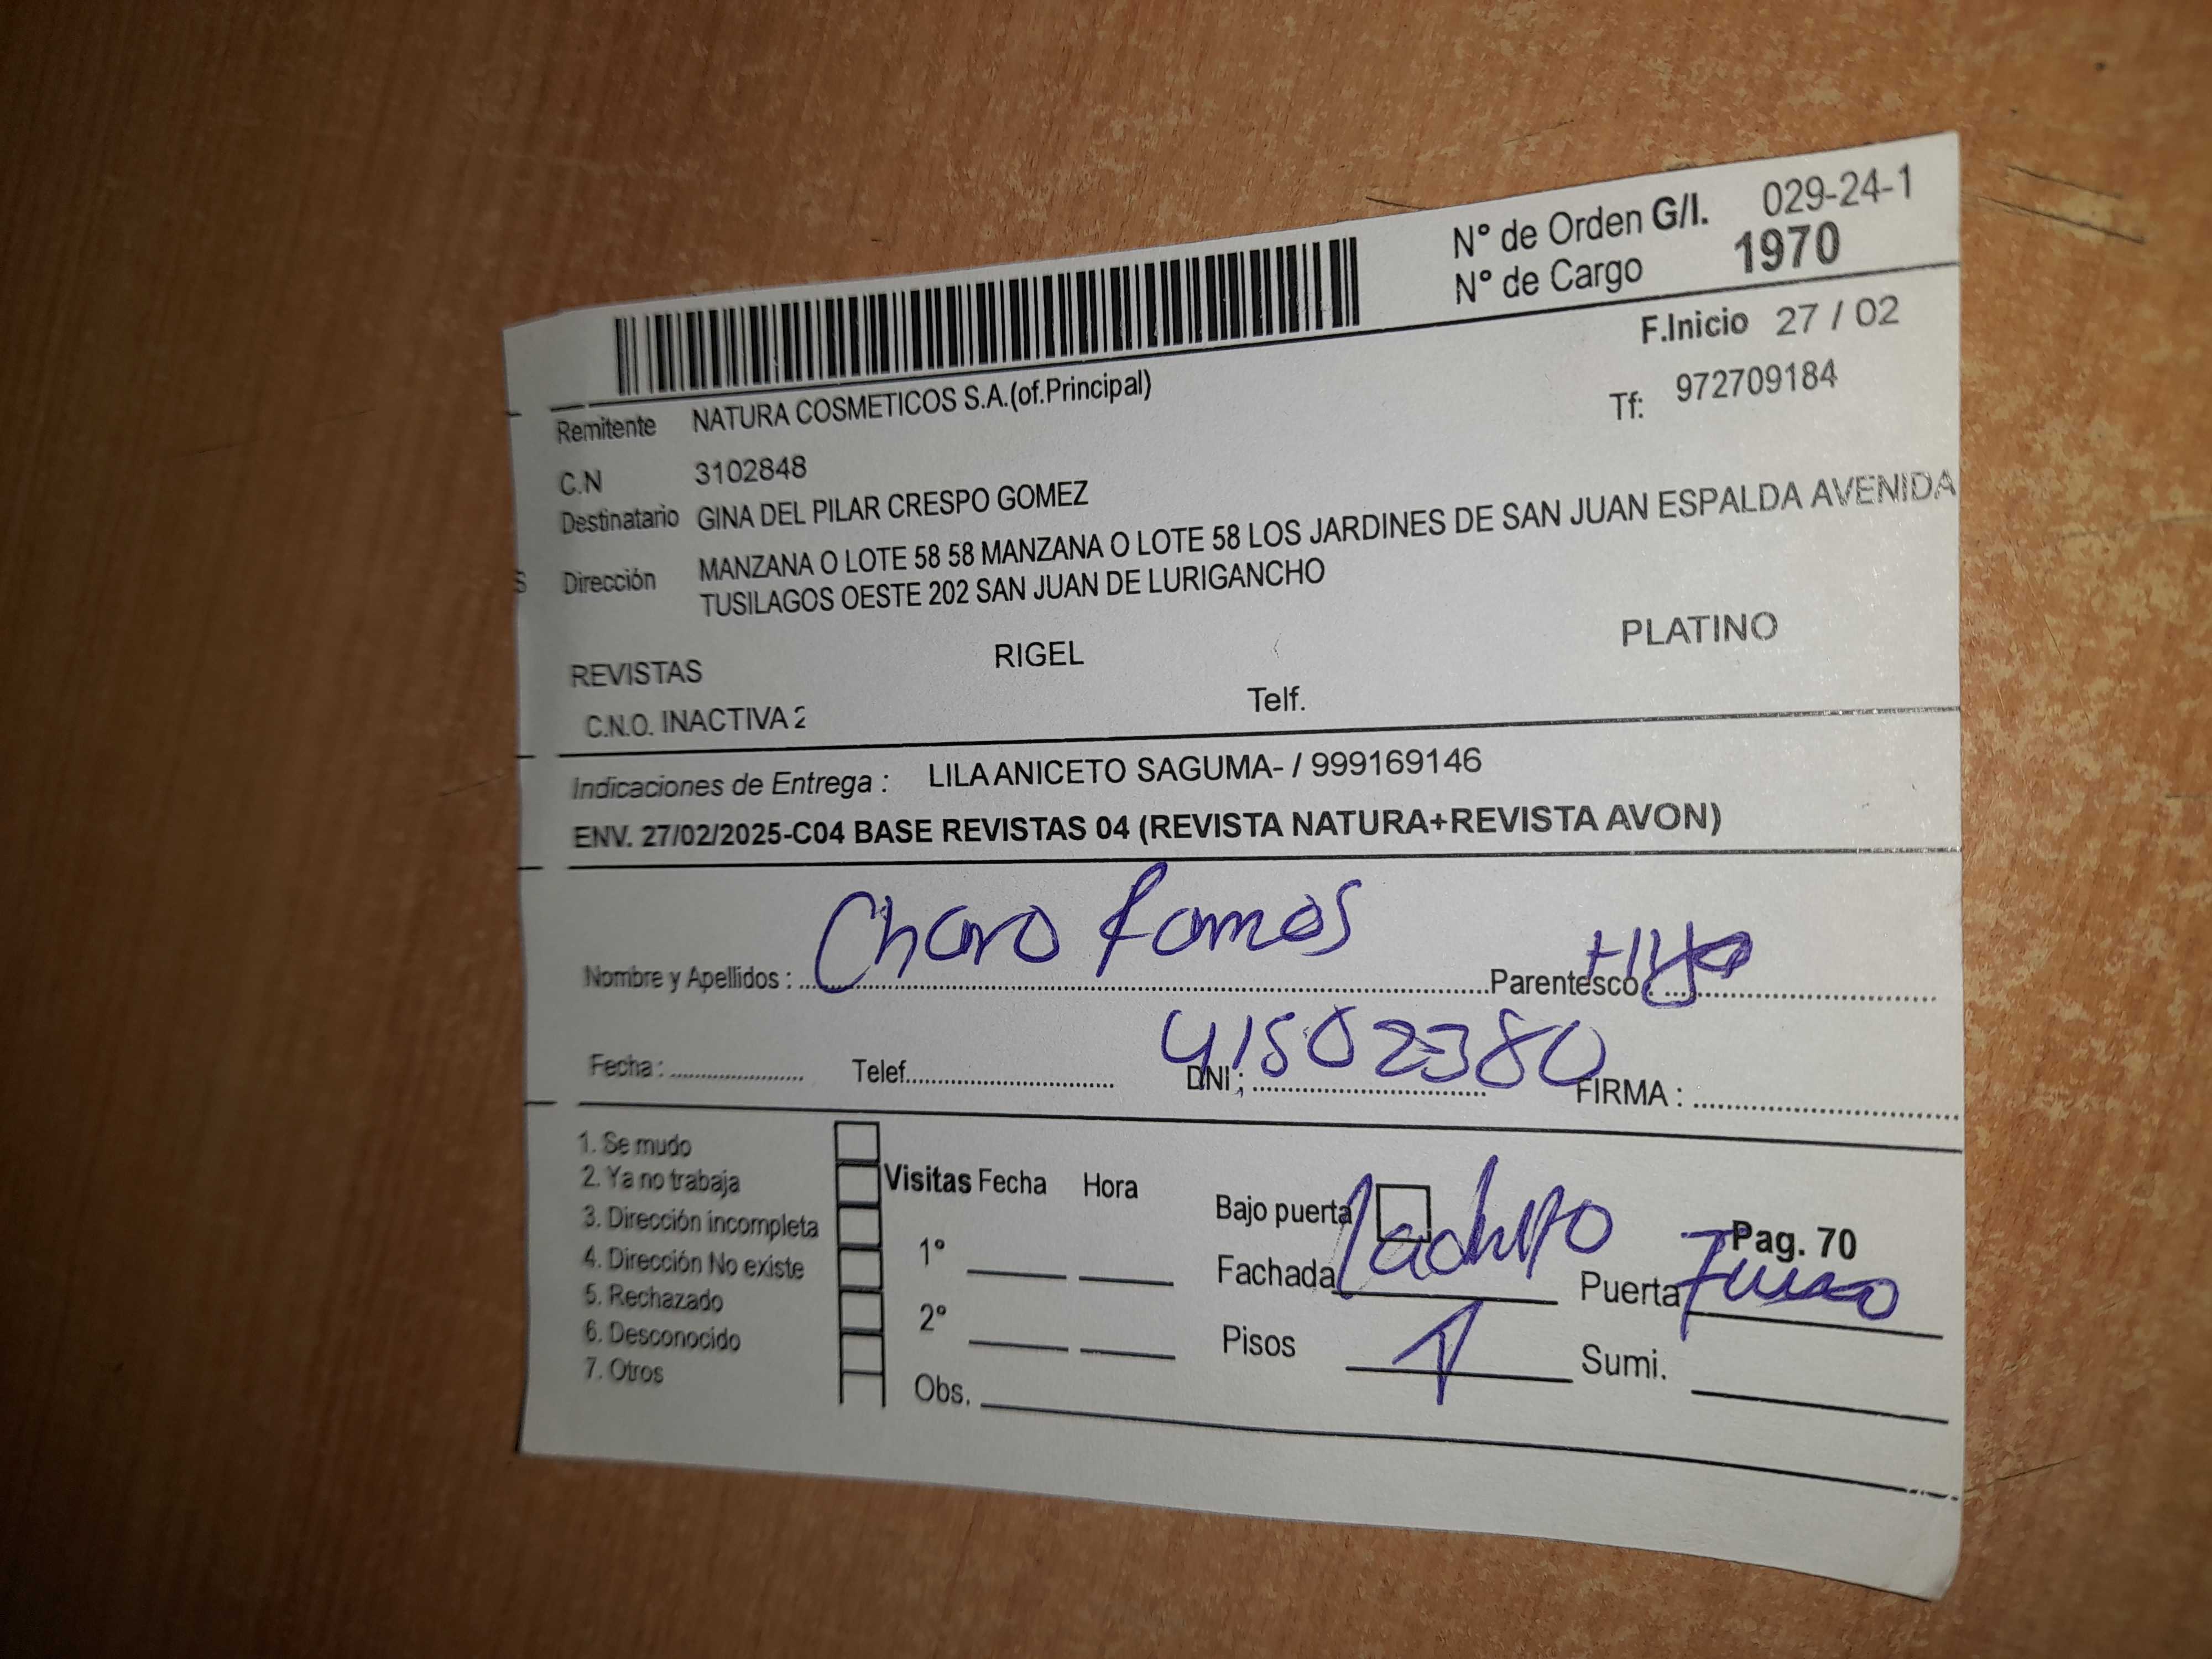 N° de Orden G/I. 029-24-1
N° de Cargo 1970
F.Inicio 27 / 02
Remitente NATURA COSMETICOS S.A.(of.Principal)
Tf: 972709184
C.N 3102848
Destinatario GINA DEL PILAR CRESPO GOMEZ
Dirección MANZANA O LOTE 58 58 MANZANA O LOTE 58 LOS JARDINES DE SAN JUAN ESPALDA AVENIDA
TUSILAGOS OESTE 202 SAN JUAN DE LURIGANCHO
REVISTAS RIGEL PLATINO
C.N.O. INACTIVA 2 Telf.
Indicaciones de Entrega : LILA ANICETO SAGUMA- / 999169146
ENV. 27/02/2025-C04 BASE REVISTAS 04 (REVISTA NATURA+REVISTA AVON)
Nombre y Apellidos : Charo Ramos Parentesco : Hija
Fecha : Telef. DNI : 41502380 FIRMA :
1. Se mudo
2. Ya no trabaja
3. Dirección incompleta
4. Dirección No existe
5. Rechazado
6. Desconocido
7. Otros
Visitas Fecha Hora
1°
2°
Obs.
Bajo puerta
Pag. 70
Fachada Ladrillo Puerta
Pisos 1 Sumi.